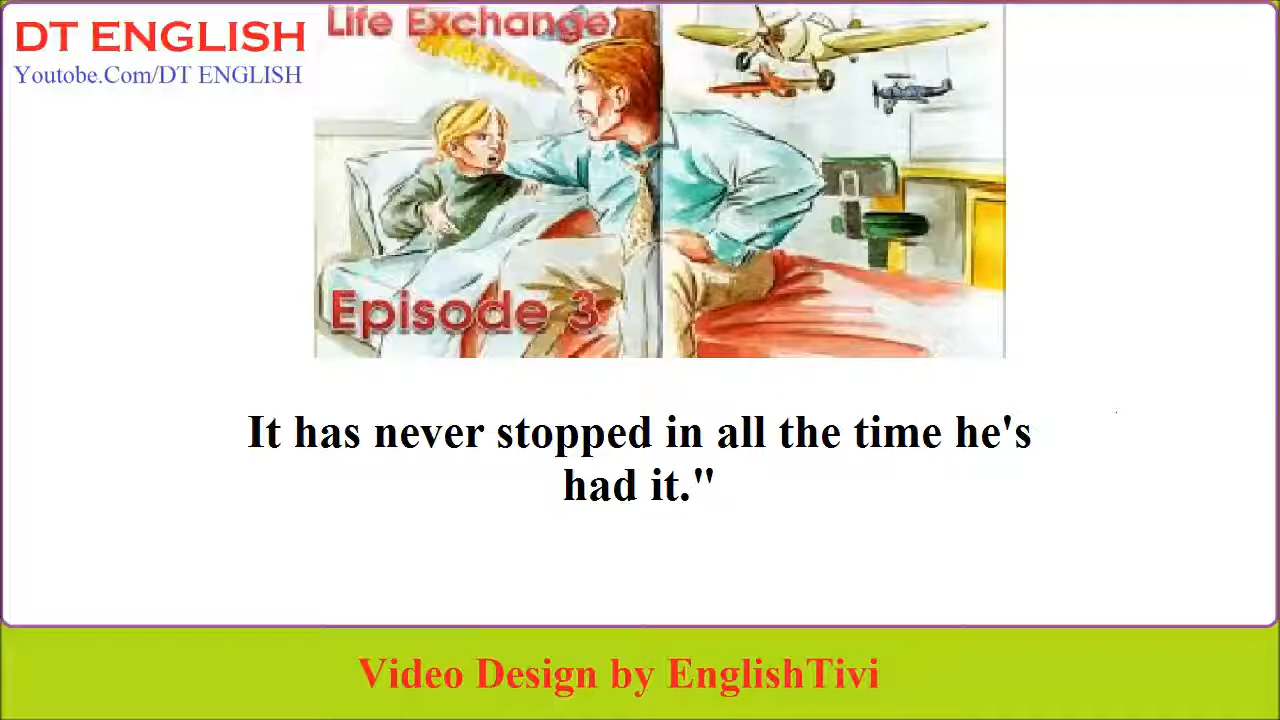 DT ENGLISH
Youtobe.Com/DT ENGLISH
Life Exchange
Episode 3
It has never stopped in all the time he's
had it."
Video Design by EnglishTivi